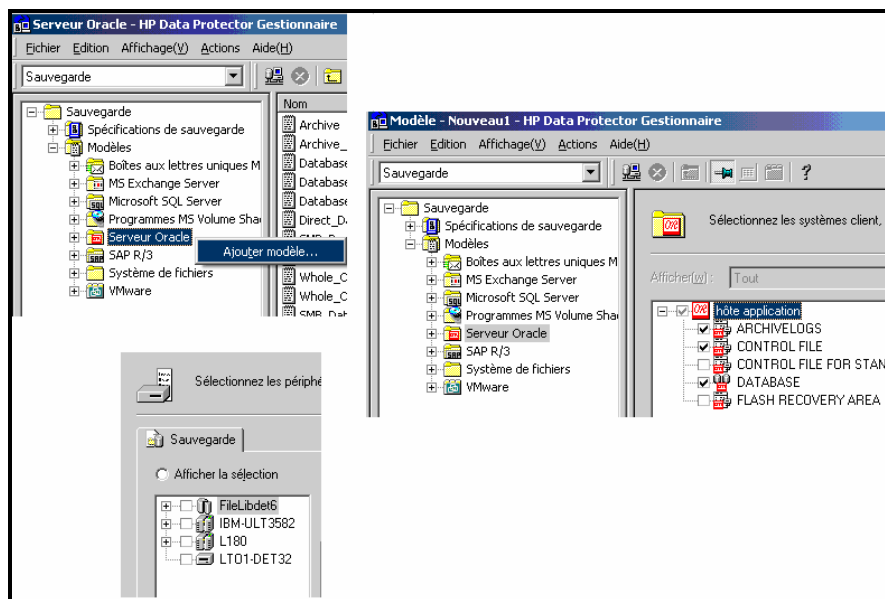 Serveur Oracle - HP Data Protector Gestionnaire
Fichier Edition Affichage(V) Actions Aide(H)
Sauvegarde
Sauvegarde
Spécifications de sauvegarde
Modèles
Boîtes aux lettres uniques M
MS Exchange Server
Microsoft SQL Server
Programmes MS Volume Sha
Serveur Oracle
SAP R/3
Système de fichiers
VMware
Nom
Archive
Archive_
Database
Database
Database
Direct_Da
Whole_O
Whole_O
SMB_Dat
Ajouter modèle...
Modèle - Nouveau1 - HP Data Protector Gestionnaire
Fichier Edition Affichage(V) Actions Aide(H)
Sauvegarde
Sauvegarde
Spécifications de sauvegarde
Modèles
Boîtes aux lettres uniques M
MS Exchange Server
Microsoft SQL Server
Programmes MS Volume Sha
Serveur Oracle
SAP R/3
Système de fichiers
VMware
Sélectionnez les systèmes client,
Afficher(w) : Tout
hôte application
ARCHIVELOGS
CONTROL FILE
CONTROL FILE FOR STAN
DATABASE
FLASH RECOVERY AREA
Sélectionnez les périphé
Sauvegarde
Afficher la sélection
FileLibdet6
IBM-ULT3582
L180
LTO1-DET32